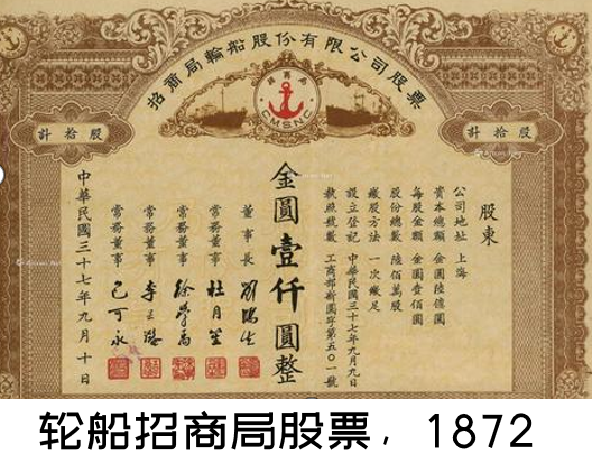 招商局輪船股份有限公司股票
C.M.S.N.C.
計拾股
計拾股
股東
公司地址 上海
資本總額 金圓陸億圓
每股金額 金圓壹佰圓
股份總數 陸佰萬股
繳股方法 一次繳足
設立登記 中華民國三十七年九月九日
執照號數 工商部新國字第五〇一號
金圓壹仟圓整
董事長 劉鴻生
常務董事 杜月笙
常務董事 徐學禹
常務董事
常務董事
中華民國三十七年九月十日
轮船招商局股票，1872